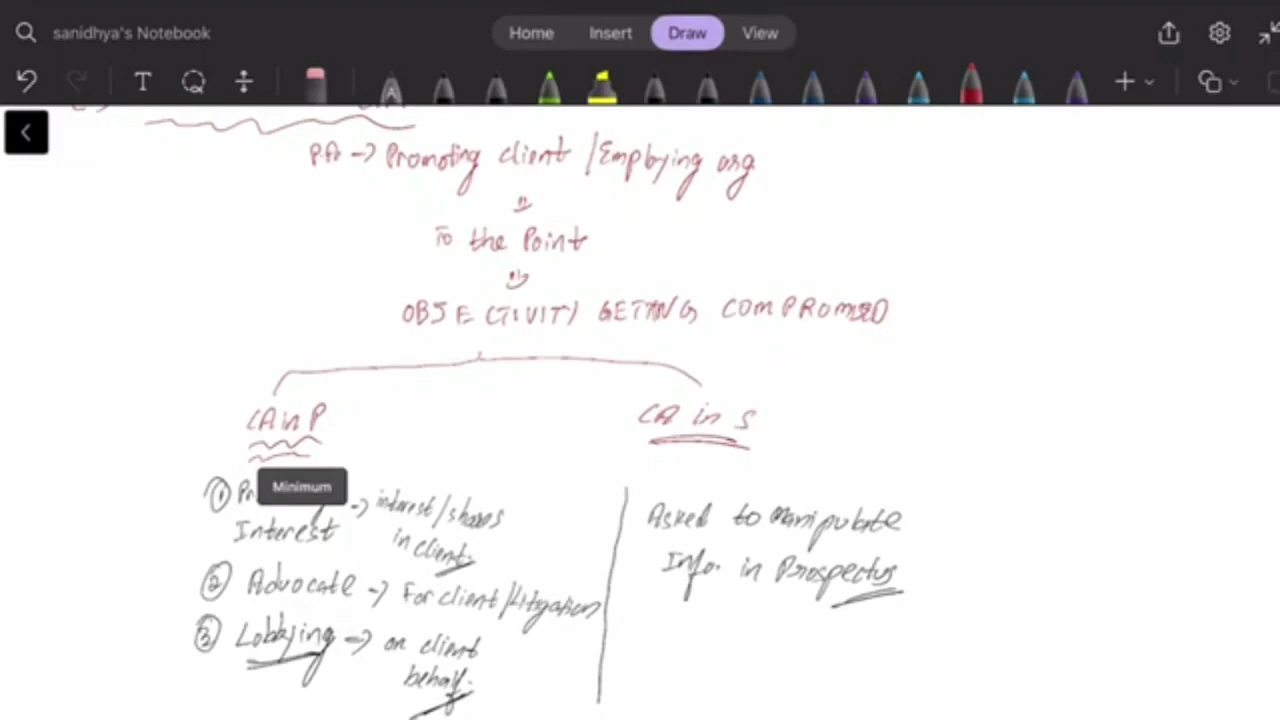 sanidhya's Notebook
Home Insert Draw View
T
PA -> Promoting client / Employing org
To the Point
OBJECTIVITY GETTING COMPROMISED
CA in P
CA in S
Minimum
① Pr
Interest
-> interest/shares
in client.
② Advocate -> For client/Litigation
③ Lobbying -> on client
behalf.
Asked to Manipulate
Info. in Prospectus